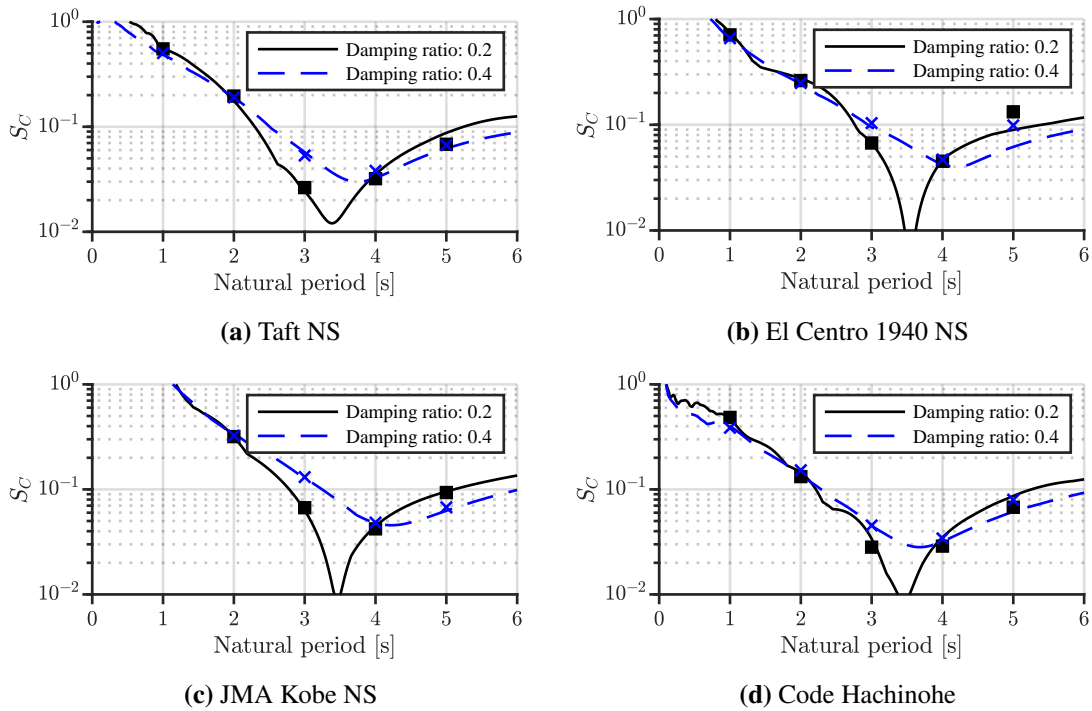 10^0
10^-1
10^-2
S_C
Damping ratio: 0.2
Damping ratio: 0.4
0 1 2 3 4 5 6
Natural period [s]
(a) Taft NS
10^0
10^-1
10^-2
S_C
Damping ratio: 0.2
Damping ratio: 0.4
0 1 2 3 4 5 6
Natural period [s]
(b) El Centro 1940 NS
10^0
10^-1
10^-2
S_C
Damping ratio: 0.2
Damping ratio: 0.4
0 1 2 3 4 5 6
Natural period [s]
(c) JMA Kobe NS
10^0
10^-1
10^-2
S_C
Damping ratio: 0.2
Damping ratio: 0.4
0 1 2 3 4 5 6
Natural period [s]
(d) Code Hachinohe